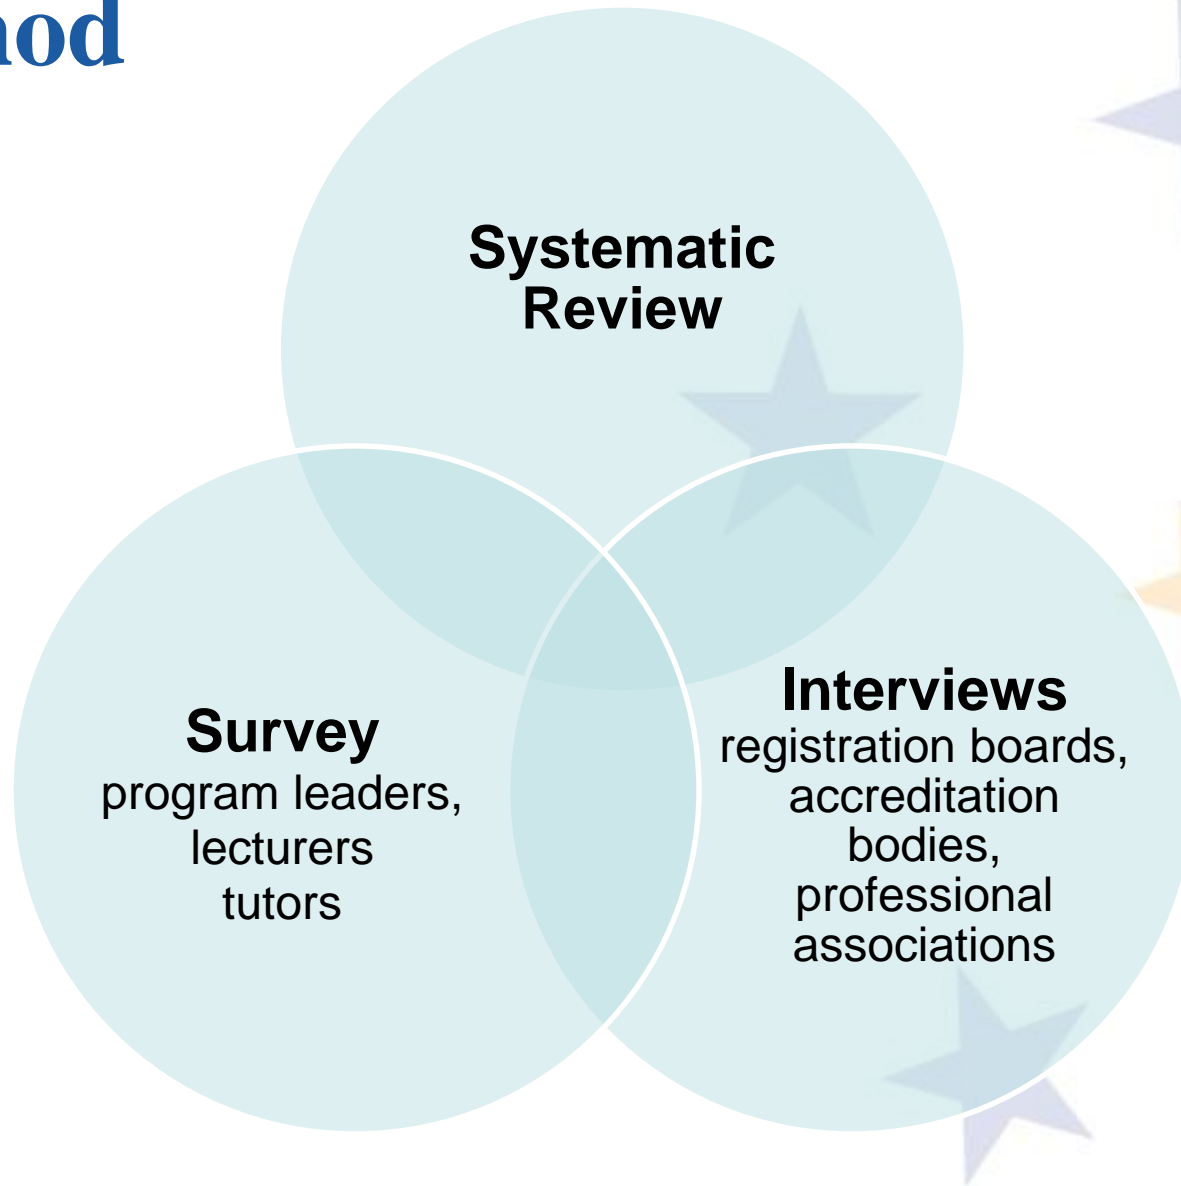 nod
Systematic
Review
Survey
program leaders,
lecturers
tutors
Interviews
registration boards,
accreditation
bodies,
professional
associations